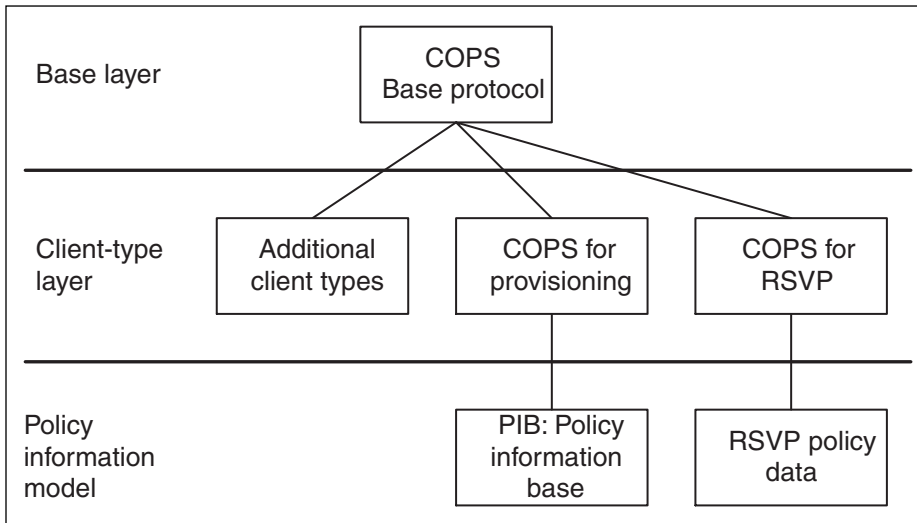 Base layer
COPS
Base protocol
Client-type
layer
Additional
client types
COPS for
provisioning
COPS for
RSVP
Policy
information
model
PIB: Policy
information
base
RSVP policy
data